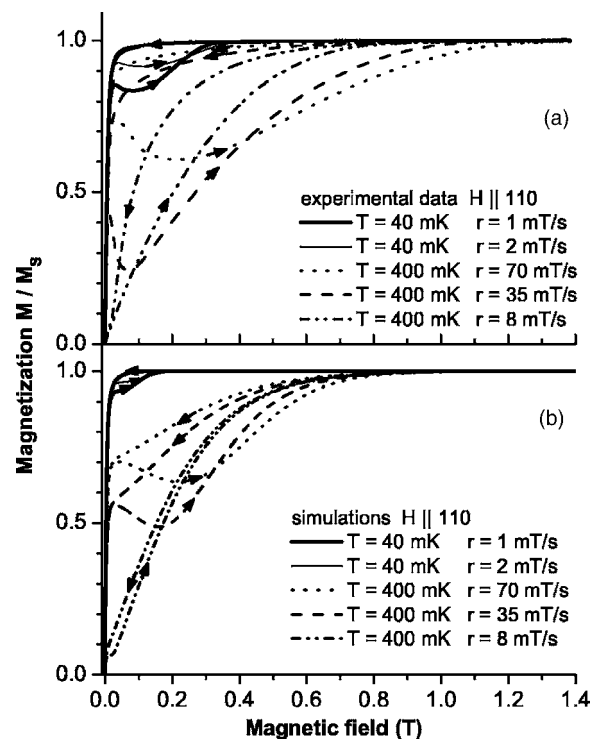 1.0
(a)
0.5
experimental data H || 110
T = 40 mK r = 1 mT/s
T = 40 mK r = 2 mT/s
T = 400 mK r = 70 mT/s
T = 400 mK r = 35 mT/s
T = 400 mK r = 8 mT/s
0.0
Magnetization M / Ms
1.0
(b)
0.5
simulations H || 110
T = 40 mK r = 1 mT/s
T = 40 mK r = 2 mT/s
T = 400 mK r = 70 mT/s
T = 400 mK r = 35 mT/s
T = 400 mK r = 8 mT/s
0.0
0.0 0.2 0.4 0.6 0.8 1.0 1.2 1.4
Magnetic field (T)